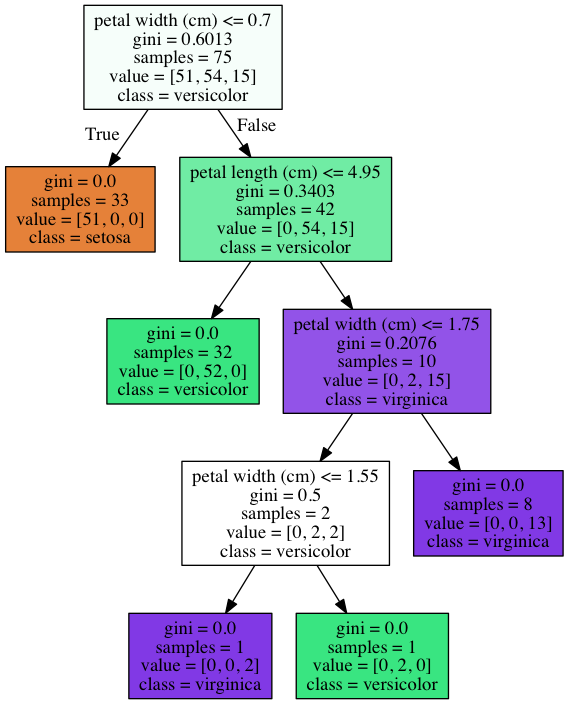 petal width (cm) <= 0.7
gini = 0.6013
samples = 75
value = [51, 54, 15]
class = versicolor
True
False
gini = 0.0
samples = 33
value = [51, 0, 0]
class = setosa
petal length (cm) <= 4.95
gini = 0.3403
samples = 42
value = [0, 54, 15]
class = versicolor
gini = 0.0
samples = 32
value = [0, 52, 0]
class = versicolor
petal width (cm) <= 1.75
gini = 0.2076
samples = 10
value = [0, 2, 15]
class = virginica
petal width (cm) <= 1.55
gini = 0.5
samples = 2
value = [0, 2, 2]
class = versicolor
gini = 0.0
samples = 8
value = [0, 0, 13]
class = virginica
gini = 0.0
samples = 1
value = [0, 0, 2]
class = virginica
gini = 0.0
samples = 1
value = [0, 2, 0]
class = versicolor